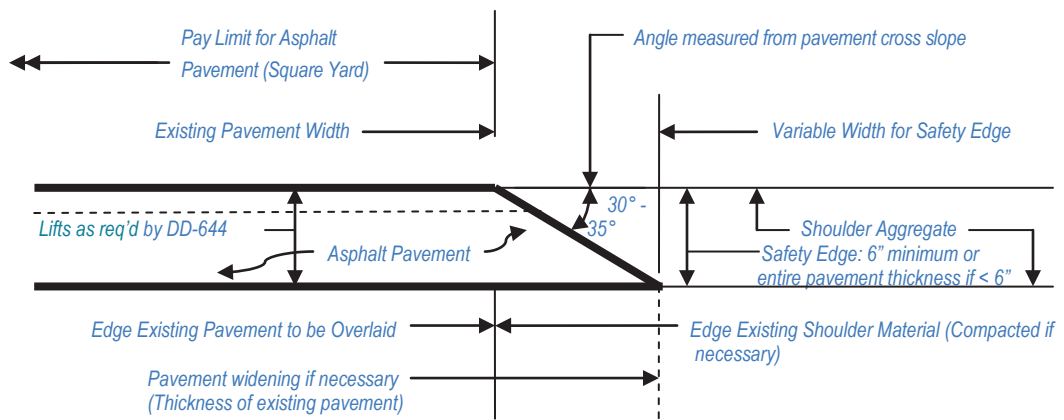 Pay Limit for Asphalt
Pavement (Square Yard)
Angle measured from pavement cross slope
Existing Pavement Width
Variable Width for Safety Edge
30° -
35°
Lifts as req’d by DD-644
Asphalt Pavement
Shoulder Aggregate
Safety Edge: 6” minimum or
entire pavement thickness if < 6”
Edge Existing Pavement to be Overlaid
Edge Existing Shoulder Material (Compacted if
necessary)
Pavement widening if necessary
(Thickness of existing pavement)